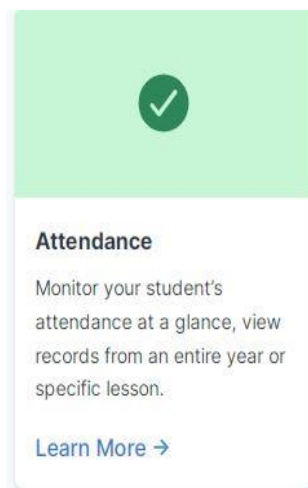 Attendance
Monitor your student's
attendance at a glance, view
records from an entire year or
specific lesson.
Learn More →